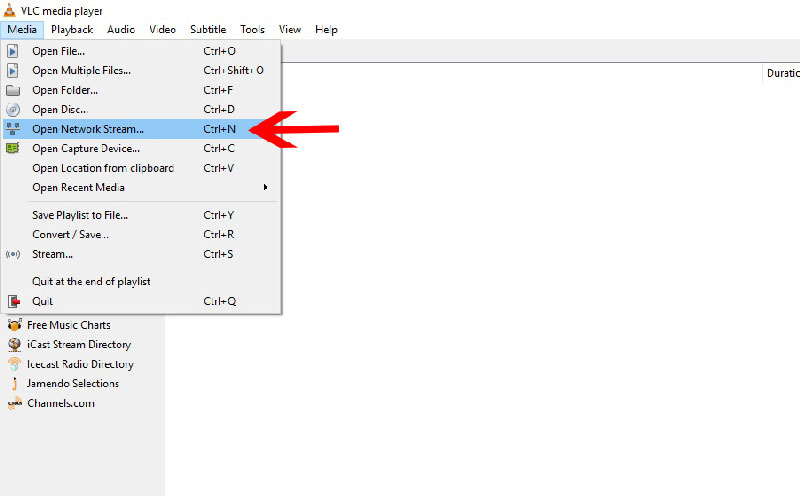 VLC media player
Media Playback Audio Video Subtitle Tools View Help
Open File... Ctrl+O
Open Multiple Files... Ctrl+Shift+O
Open Folder... Ctrl+F
Open Disc... Ctrl+D
Open Network Stream... Ctrl+N
Open Capture Device... Ctrl+C
Open Location from clipboard Ctrl+V
Open Recent Media
Save Playlist to File... Ctrl+Y
Convert / Save... Ctrl+R
Stream... Ctrl+S
Quit at the end of playlist
Quit Ctrl+Q
Duratic
Free Music Charts
iCast Stream Directory
Icecast Radio Directory
Jamendo Selections
Channels.com